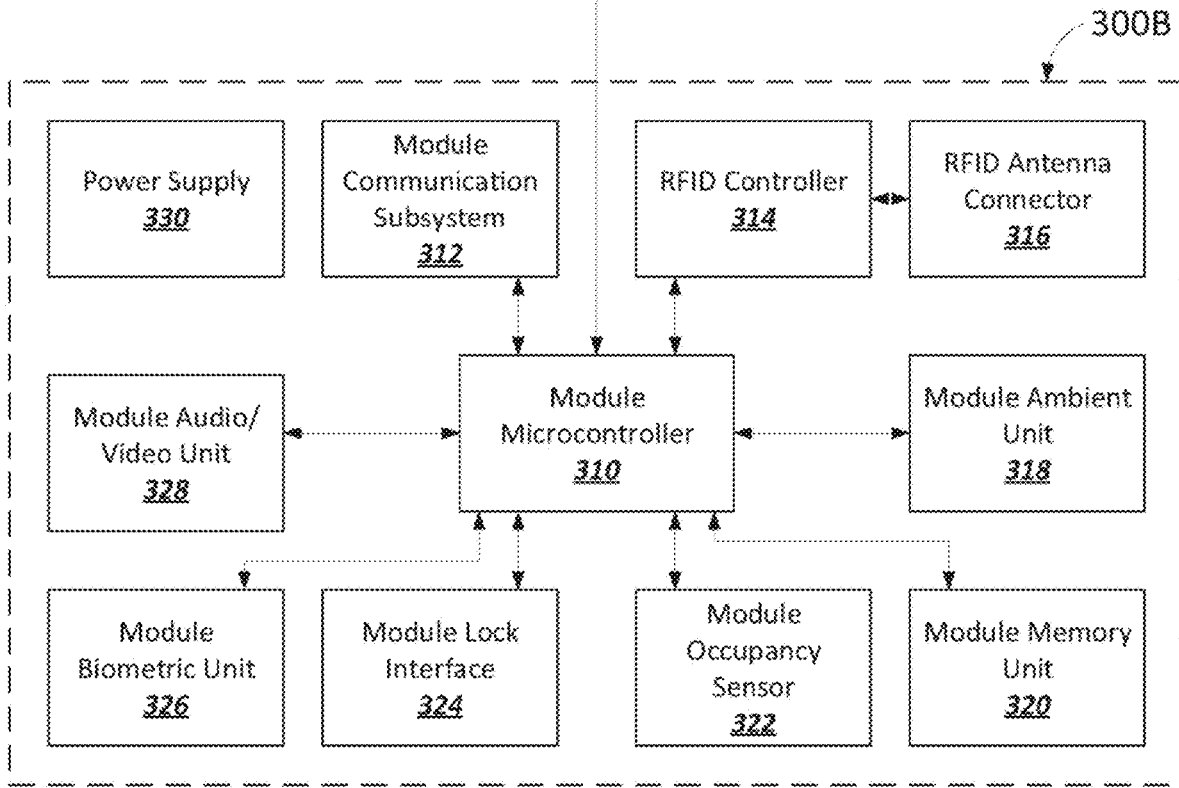 300B
Power Supply
330
Module
Communication
Subsystem
312
RFID Controller
314
RFID Antenna
Connector
316
Module Audio/
Video Unit
328
Module
Microcontroller
310
Module Ambient
Unit
318
Module
Biometric Unit
326
Module Lock
Interface
324
Module
Occupancy
Sensor
322
Module Memory
Unit
320